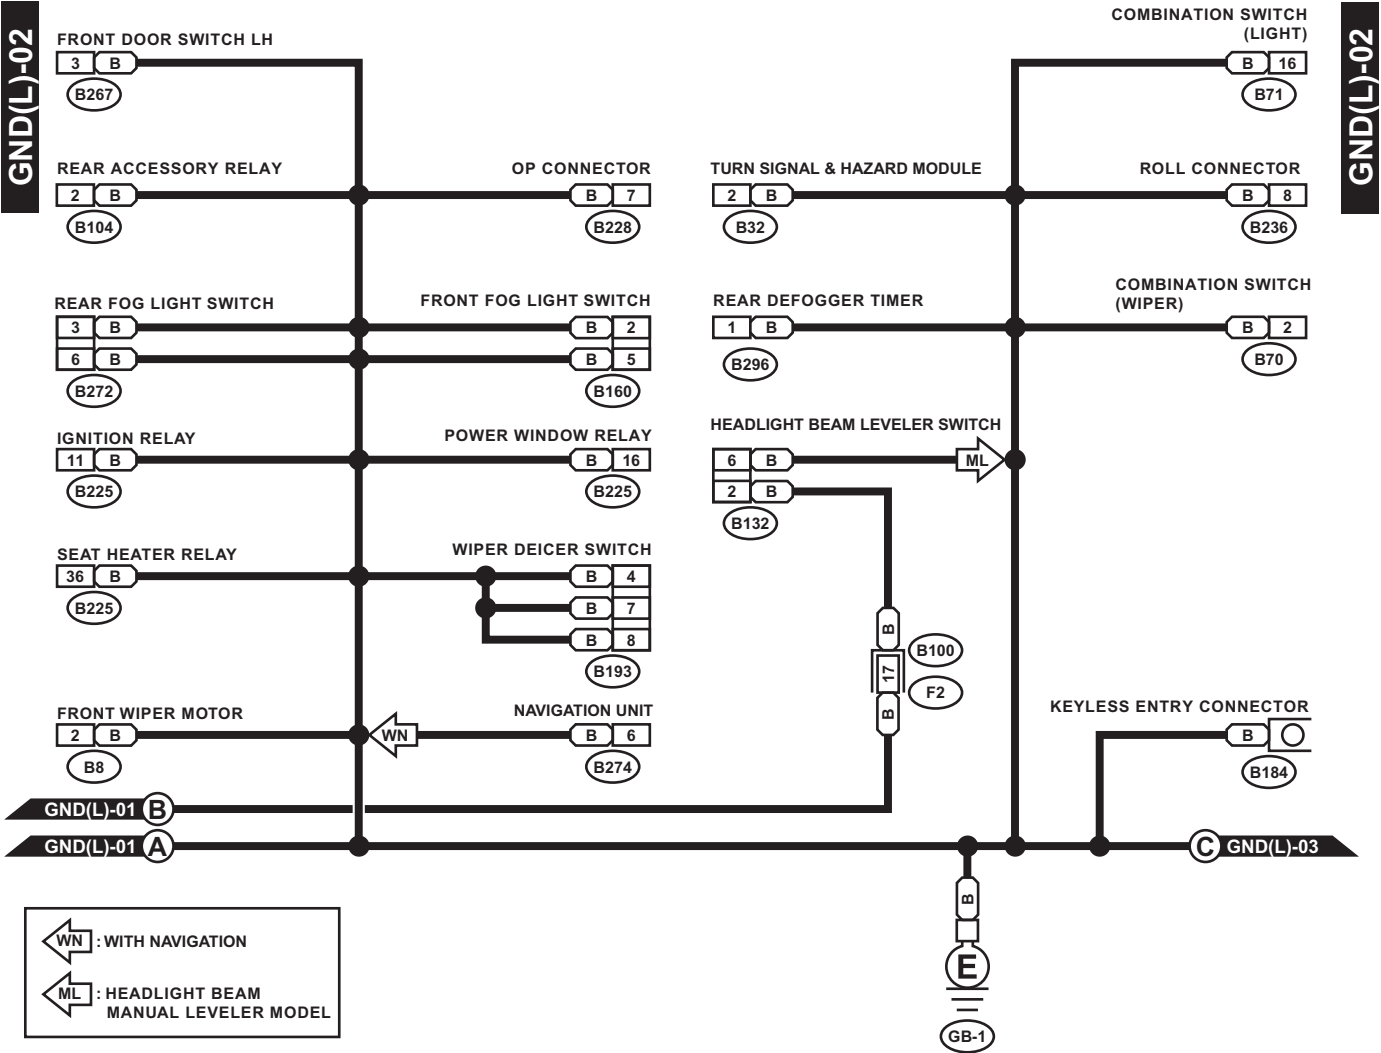 GND(L)-02
GND(L)-02
FRONT DOOR SWITCH LH
3 B
B267
COMBINATION SWITCH
(LIGHT)
B 16
B71
REAR ACCESSORY RELAY
2 B
B104
OP CONNECTOR
B 7
B228
TURN SIGNAL & HAZARD MODULE
2 B
B32
ROLL CONNECTOR
B 8
B236
REAR FOG LIGHT SWITCH
3 B
6 B
B272
FRONT FOG LIGHT SWITCH
B 2
B 5
B160
REAR DEFOGGER TIMER
1 B
B296
COMBINATION SWITCH
(WIPER)
B 2
B70
IGNITION RELAY
11 B
B225
POWER WINDOW RELAY
B 16
B225
HEADLIGHT BEAM LEVELER SWITCH
6 B
ML
2 B
B132
SEAT HEATER RELAY
36 B
B225
WIPER DEICER SWITCH
B 4
B 7
B 8
B193
B
17
B
B100
F2
FRONT WIPER MOTOR
2 B
B8
WN
NAVIGATION UNIT
B 6
B274
KEYLESS ENTRY CONNECTOR
B
B184
GND(L)-01 B
GND(L)-01 A
C GND(L)-03
B
E
GB-1
WN : WITH NAVIGATION
ML : HEADLIGHT BEAM
MANUAL LEVELER MODEL